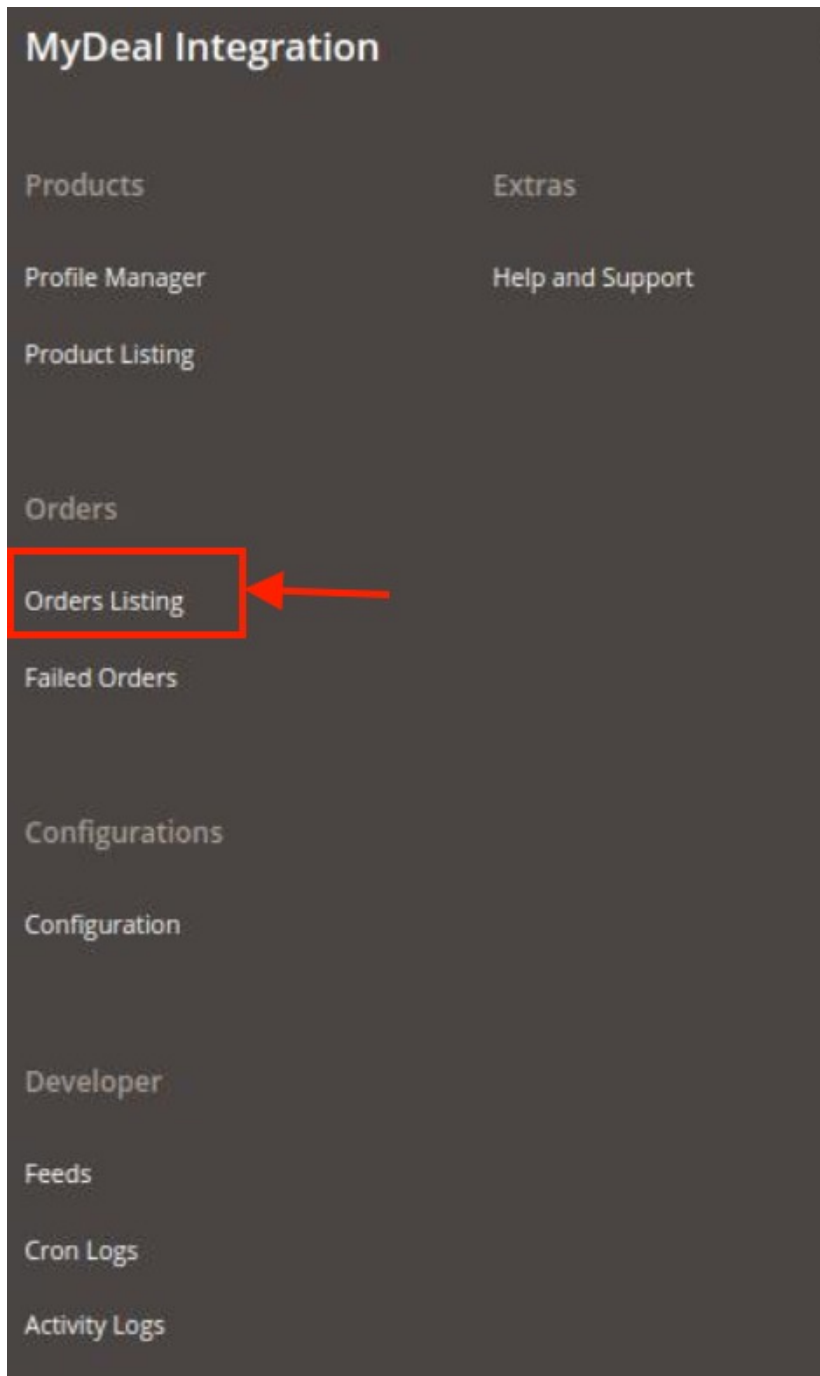 MyDeal Integration
Products
Extras
Profile Manager
Help and Support
Product Listing
Orders
Orders Listing
Failed Orders
Configurations
Configuration
Developer
Feeds
Cron Logs
Activity Logs